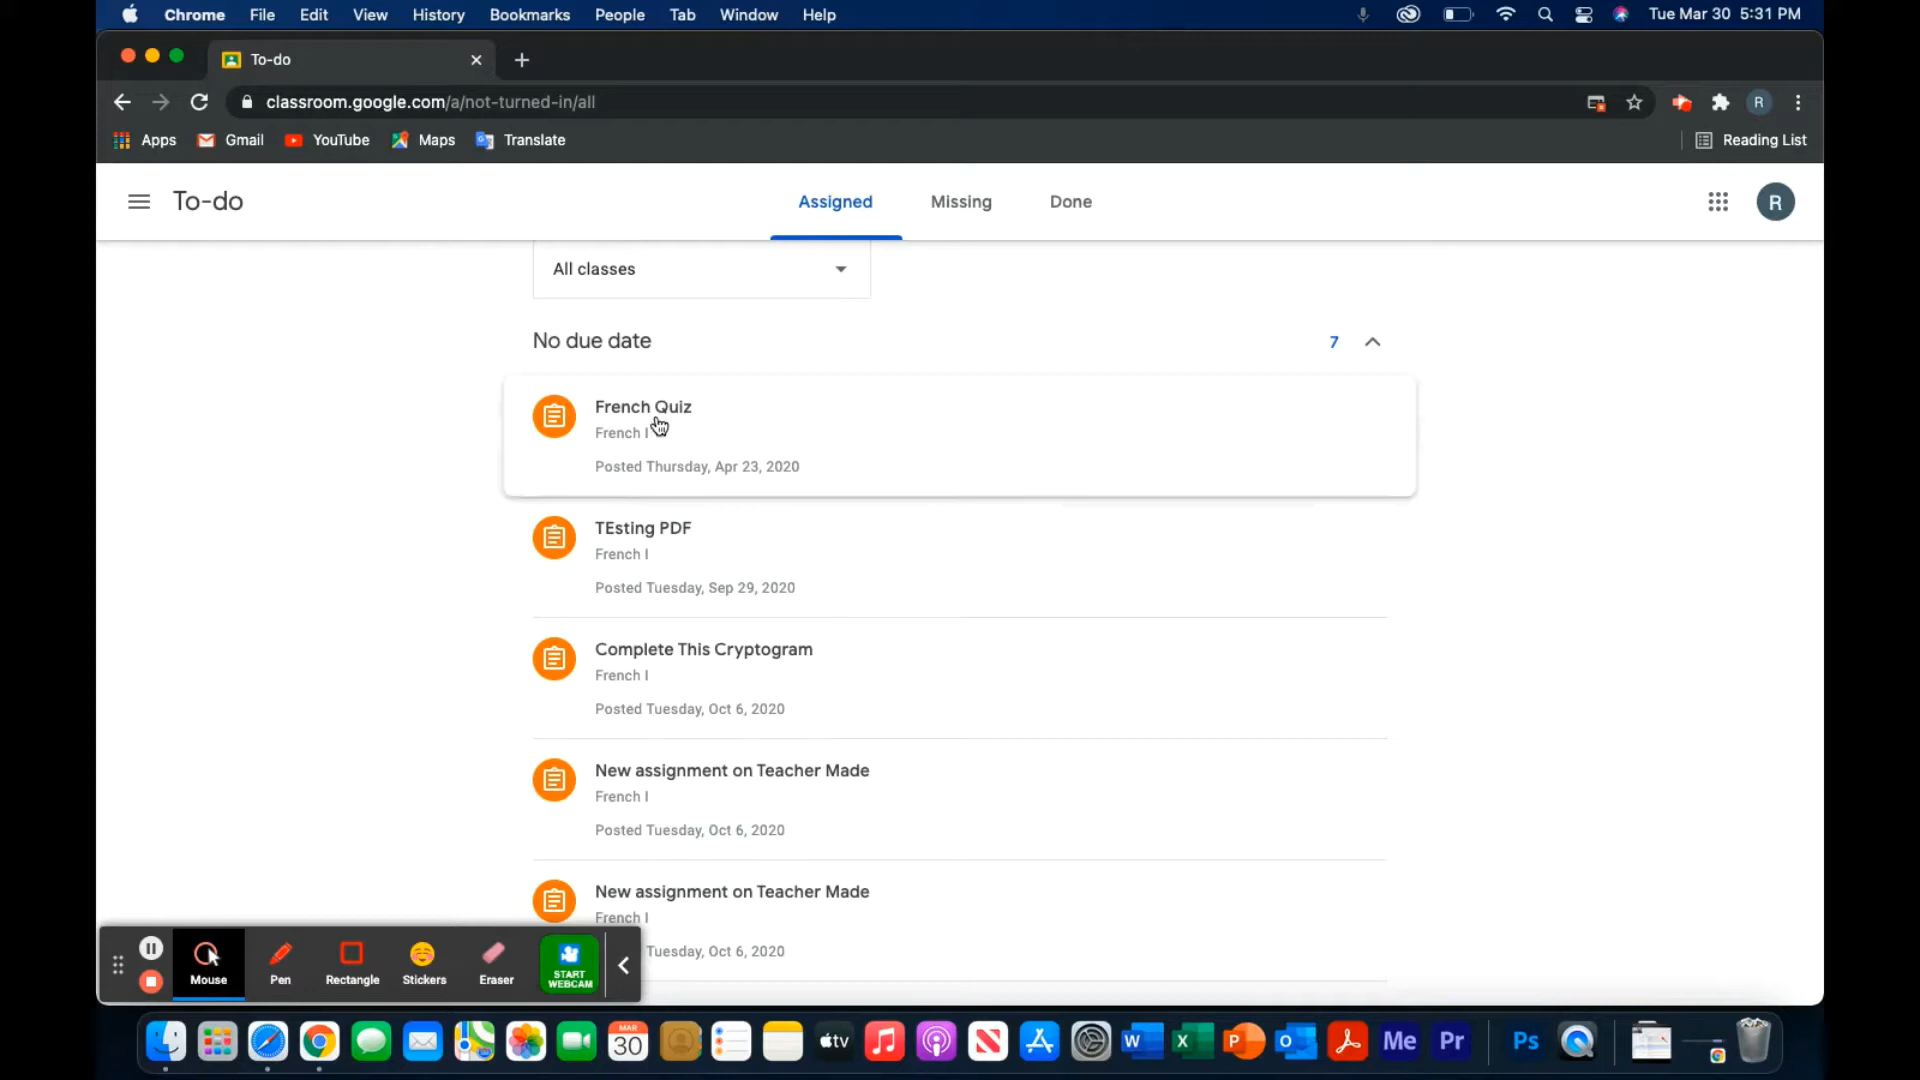 Chrome File Edit View History Bookmarks People Tab Window Help Tue Mar 30 5:31 PM
To-do
classroom.google.com/a/not-turned-in/all R
Apps Gmail YouTube Maps Translate Reading List
To-do Assigned Missing Done R
All classes
No due date 7
French Quiz
French I
Posted Thursday, Apr 23, 2020
TEsting PDF
French I
Posted Tuesday, Sep 29, 2020
Complete This Cryptogram
French I
Posted Tuesday, Oct 6, 2020
New assignment on Teacher Made
French I
Posted Tuesday, Oct 6, 2020
New assignment on Teacher Made
French I
Tuesday, Oct 6, 2020
Mouse Pen Rectangle Stickers Eraser START WEBCAM
MAR
30
tv
W X P O Me Pr Ps